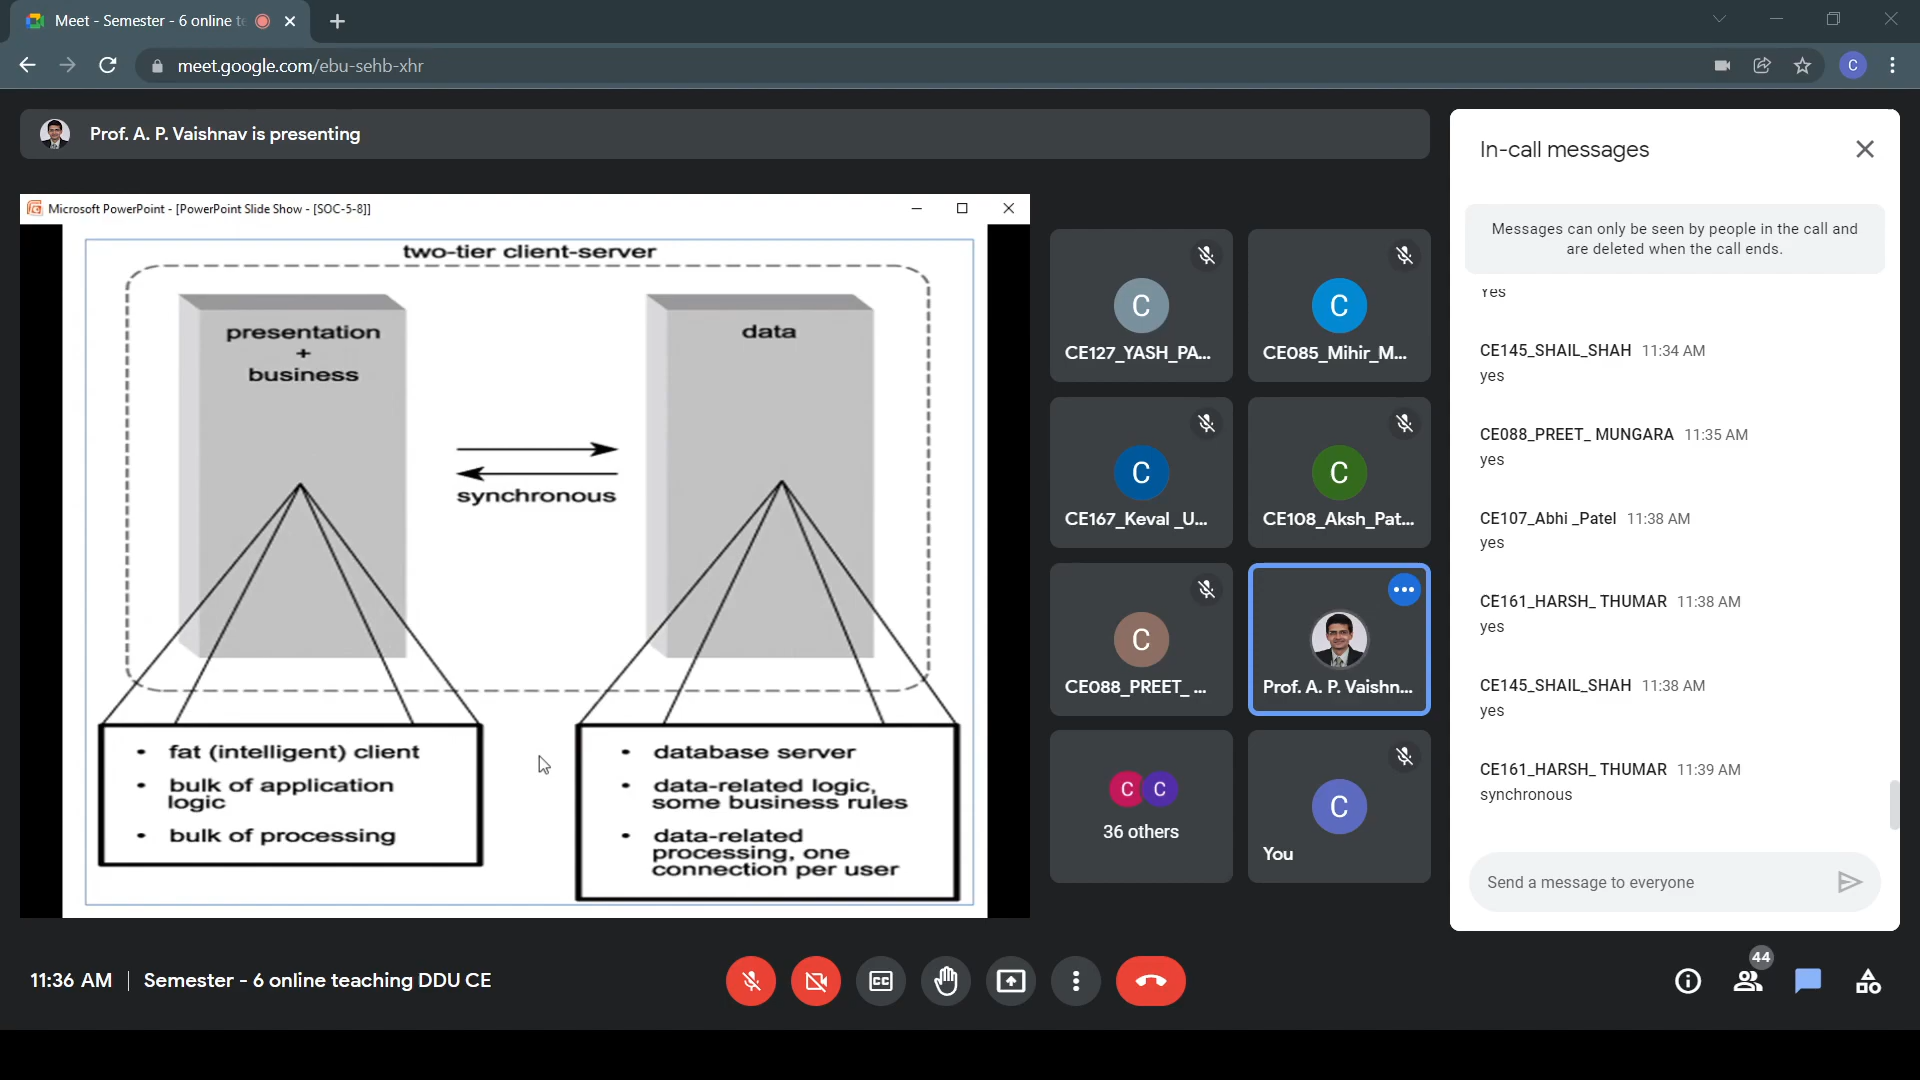 Meet - Semester - 6 online te
meet.google.com/ebu-sehb-xhr
C
Prof. A. P. Vaishnav is presenting
Microsoft PowerPoint - [PowerPoint Slide Show - [SOC-5-8]]
two-tier client-server
presentation
+
business
data
synchronous
• fat (intelligent) client
• bulk of application
logic
• bulk of processing
• database server
• data-related logic,
some business rules
• data-related
processing, one
connection per user
C
CE127_YASH_PA...
C
CE085_Mihir_M...
C
CE167_Keval _U...
C
CE108_Aksh_Pat...
C
CE088_PREET_ ...
Prof. A. P. Vaishn...
C C
36 others
C
You
In-call messages
Messages can only be seen by people in the call and
are deleted when the call ends.
Yes
CE145_SHAIL_SHAH 11:34 AM
yes
CE088_PREET_ MUNGARA 11:35 AM
yes
CE107_Abhi _Patel 11:38 AM
yes
CE161_HARSH_ THUMAR 11:38 AM
yes
CE145_SHAIL_SHAH 11:38 AM
yes
CE161_HARSH_ THUMAR 11:39 AM
synchronous
Send a message to everyone
11:36 AM | Semester - 6 online teaching DDU CE
CC
44